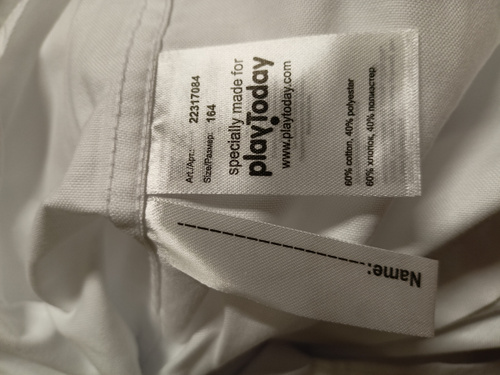 Art./Арт.: 22317084
Size/Размер: 164
specially made for
playToday
www.playtoday.com
60% cotton, 40% polyester
60% хлопок, 40% полиэстер
Name: